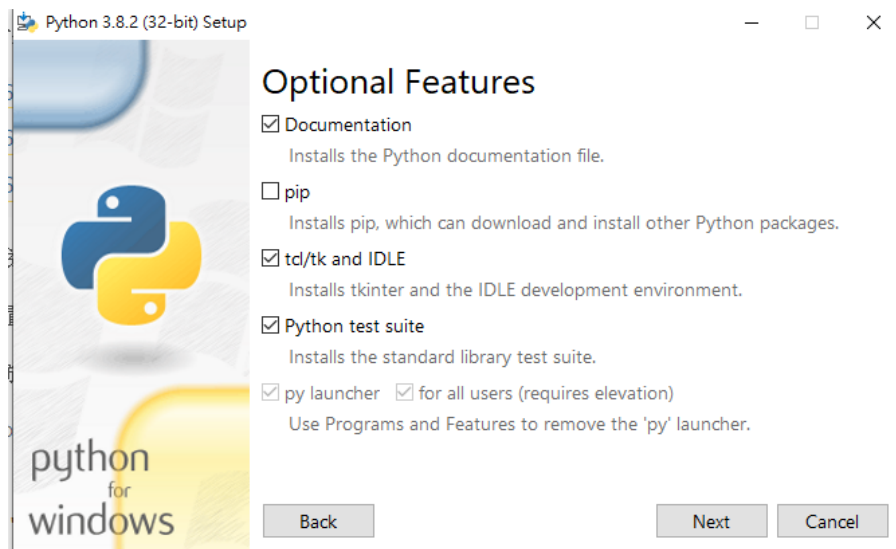 Python 3.8.2 (32-bit) Setup
Optional Features
Documentation
Installs the Python documentation file.
pip
Installs pip, which can download and install other Python packages.
tcl/tk and IDLE
Installs tkinter and the IDLE development environment.
Python test suite
Installs the standard library test suite.
py launcher for all users (requires elevation)
Use Programs and Features to remove the 'py' launcher.
python
for
windows
Back Next Cancel